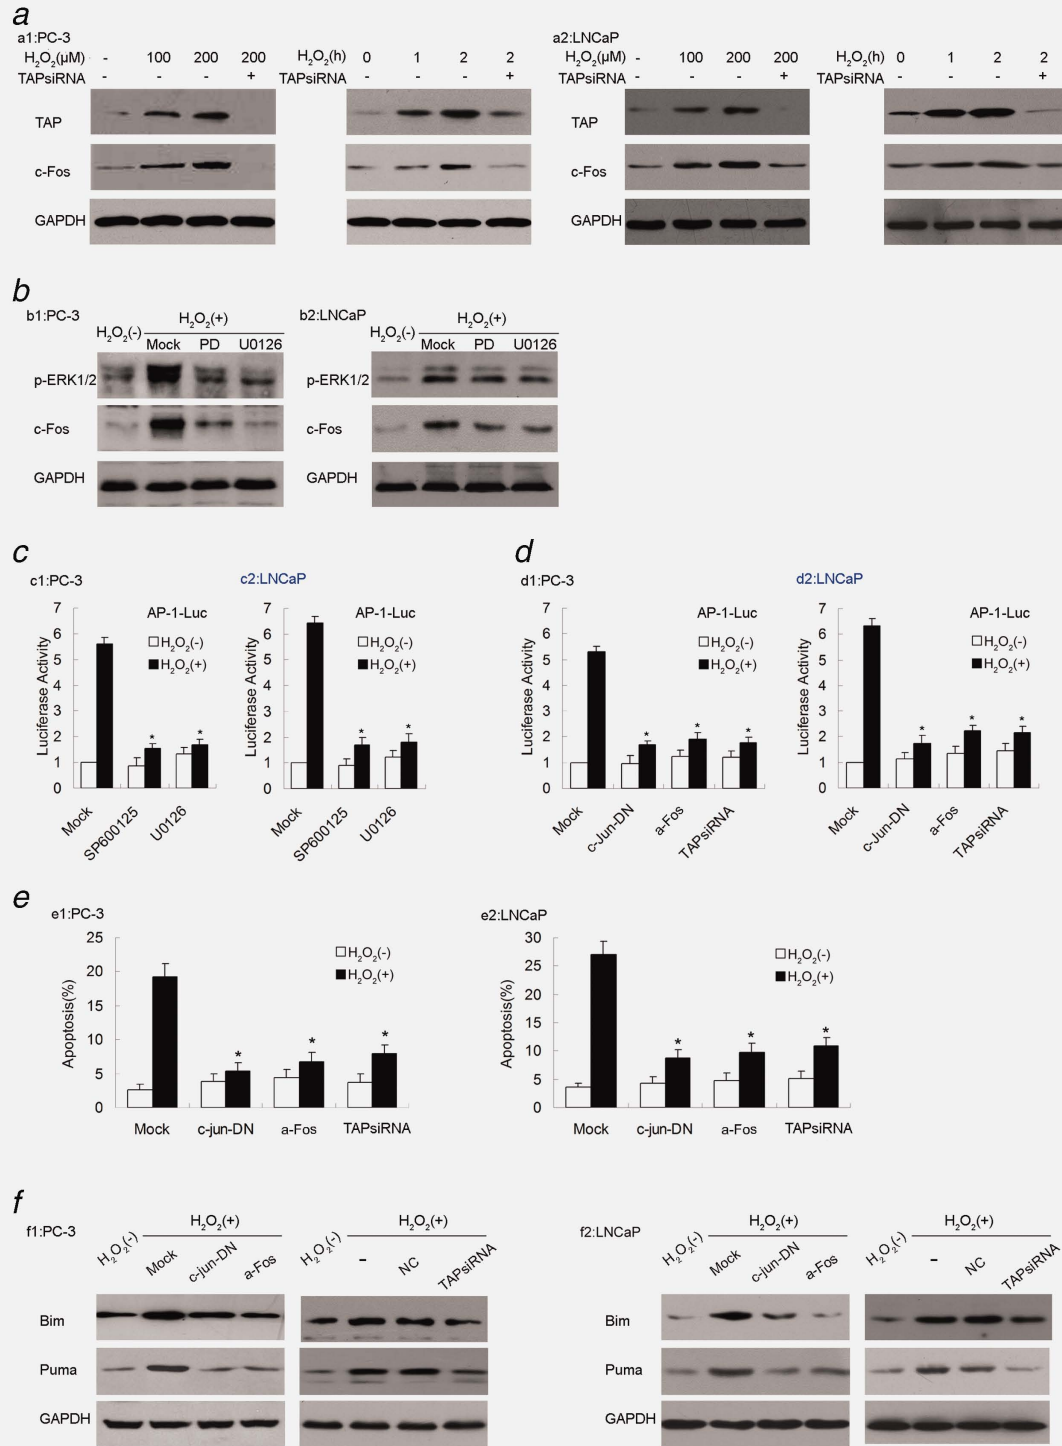 a
a1:PC-3
H₂O₂(μM) - 100 200 200
TAPsiRNA - - - +
H₂O₂(h) 0 1 2 2
TAPsiRNA - - - +
TAP
c-Fos
GAPDH
a2:LNCaP
H₂O₂(μM) - 100 200 200
TAPsiRNA - - - +
H₂O₂(h) 0 1 2 2
TAPsiRNA - - - +
TAP
c-Fos
GAPDH
b
b1:PC-3
H₂O₂(-) H₂O₂(+)
Mock PD U0126
p-ERK1/2
c-Fos
GAPDH
b2:LNCaP
H₂O₂(-) H₂O₂(+)
Mock PD U0126
p-ERK1/2
c-Fos
GAPDH
c
c1:PC-3
Luciferase Activity
7
6
5
4
3
2
1
0
AP-1-Luc
H₂O₂(-)
H₂O₂(+)
* *
Mock SP600125 U0126
c2:LNCaP
Luciferase Activity
7
6
5
4
3
2
1
0
AP-1-Luc
H₂O₂(-)
H₂O₂(+)
* *
Mock SP600125 U0126
d
d1:PC-3
Luciferase Activity
7
6
5
4
3
2
1
0
AP-1-Luc
H₂O₂(-)
H₂O₂(+)
* * *
Mock c-Jun-DN a-Fos TAPsiRNA
d2:LNCaP
Luciferase Activity
7
6
5
4
3
2
1
0
AP-1-Luc
H₂O₂(-)
H₂O₂(+)
* * *
Mock c-Jun-DN a-Fos TAPsiRNA
e
e1:PC-3
Apoptosis(%)
25
20
15
10
5
0
H₂O₂(-)
H₂O₂(+)
* * *
Mock c-jun-DN a-Fos TAPsiRNA
e2:LNCaP
Apoptosis(%)
30
25
20
15
10
5
0
H₂O₂(-)
H₂O₂(+)
* * *
Mock c-jun-DN a-Fos TAPsiRNA
f
f1:PC-3
H₂O₂(-) H₂O₂(+)
Mock c-jun-DN a-Fos
H₂O₂(-) H₂O₂(+)
– NC TAPsiRNA
Bim
Puma
GAPDH
f2:LNCaP
H₂O₂(-) H₂O₂(+)
Mock c-jun-DN a-Fos
H₂O₂(-) H₂O₂(+)
– NC TAPsiRNA
Bim
Puma
GAPDH